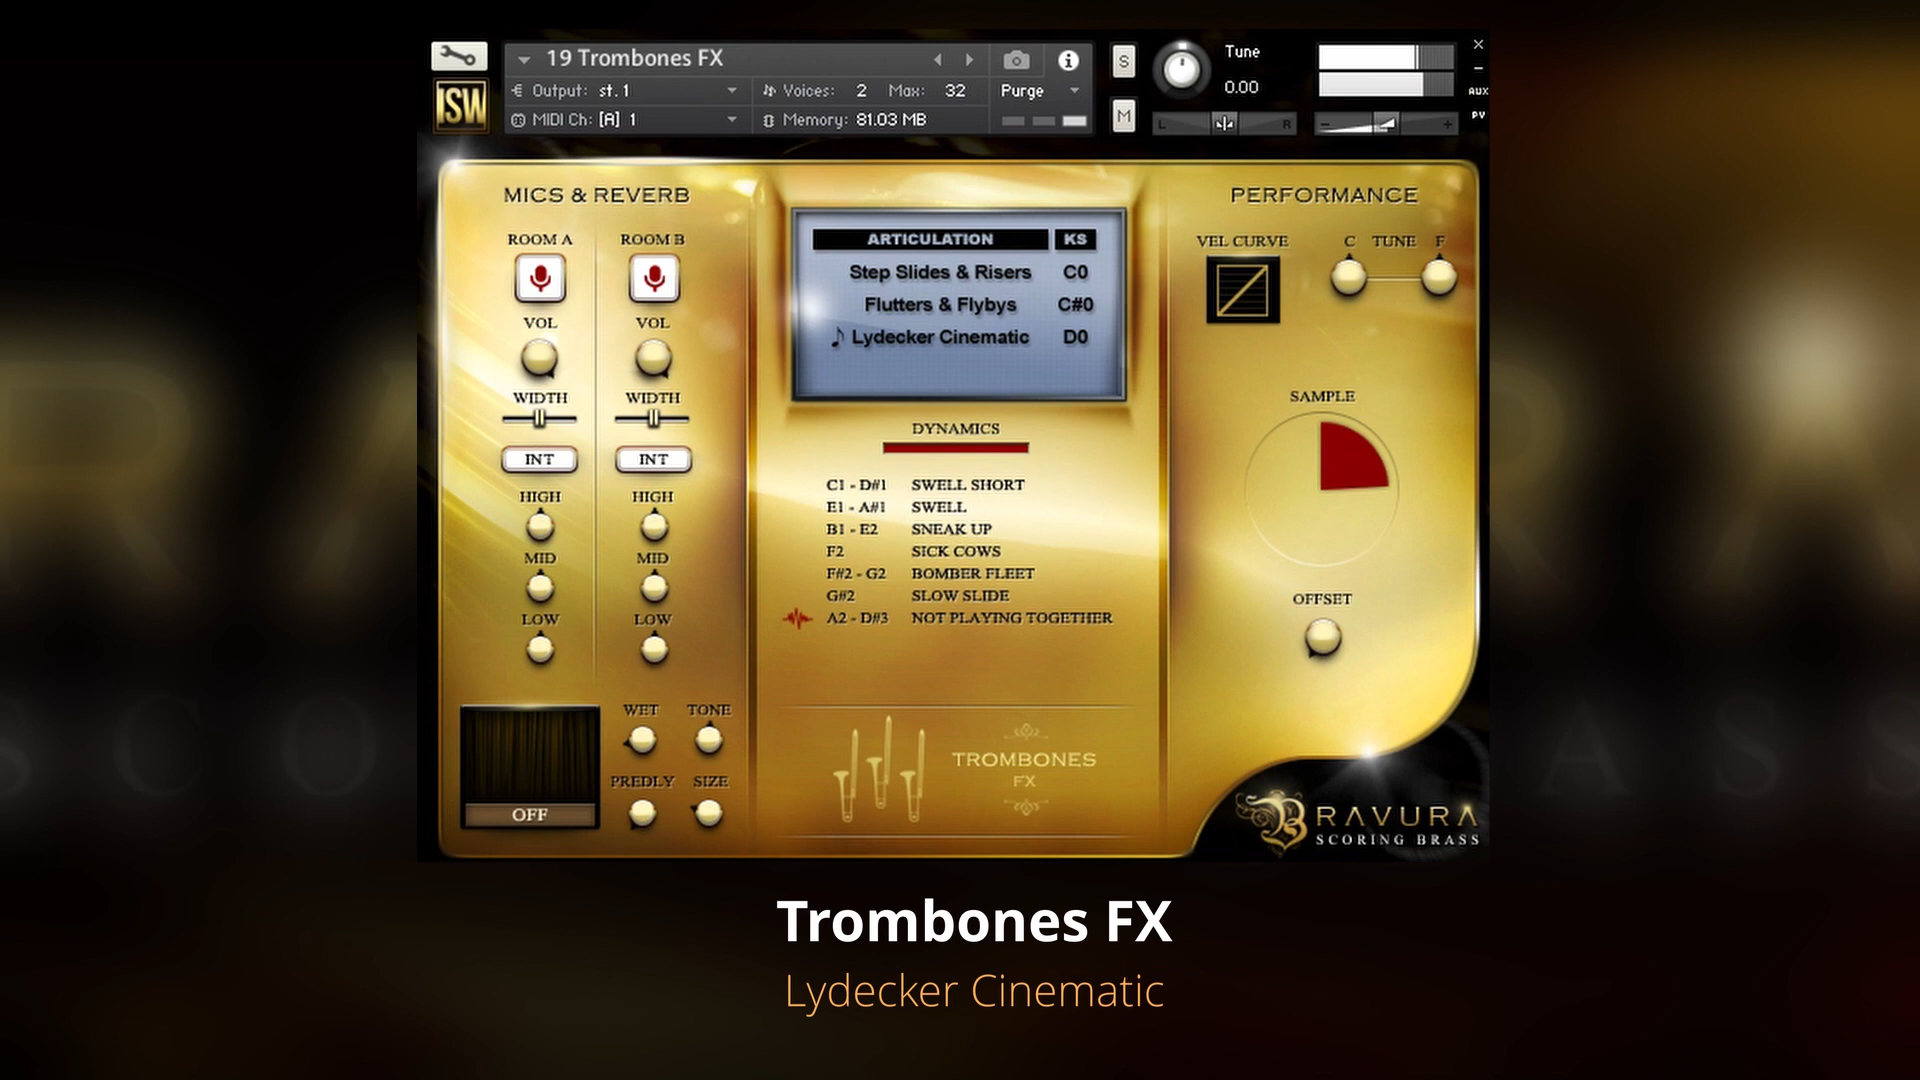 19 Trombones FX
Output: st.1
Voices: 2 Max: 32
Purge
MIDI Ch: [A] 1
Memory: 81.03 MB
ISW
S
M
Tune
0.00
L
R
AUX
PV
MICS & REVERB
ROOM A
ROOM B
VOL
VOL
WIDTH
WIDTH
INT
INT
HIGH
HIGH
MID
MID
LOW
LOW
WET
TONE
PREDLY
SIZE
OFF
ARTICULATION KS
Step Slides & Risers C0
Flutters & Flybys C#0
Lydecker Cinematic D0
DYNAMICS
C1 - D#1 SWELL SHORT
E1 - A#1 SWELL
B1 - E2 SNEAK UP
F2 SICK COWS
F#2 - G2 BOMBER FLEET
G#2 SLOW SLIDE
A2 - D#3 NOT PLAYING TOGETHER
TROMBONES
FX
PERFORMANCE
VEL CURVE
C TUNE F
SAMPLE
OFFSET
BRAVURA
SCORING BRASS
Trombones FX
Lydecker Cinematic